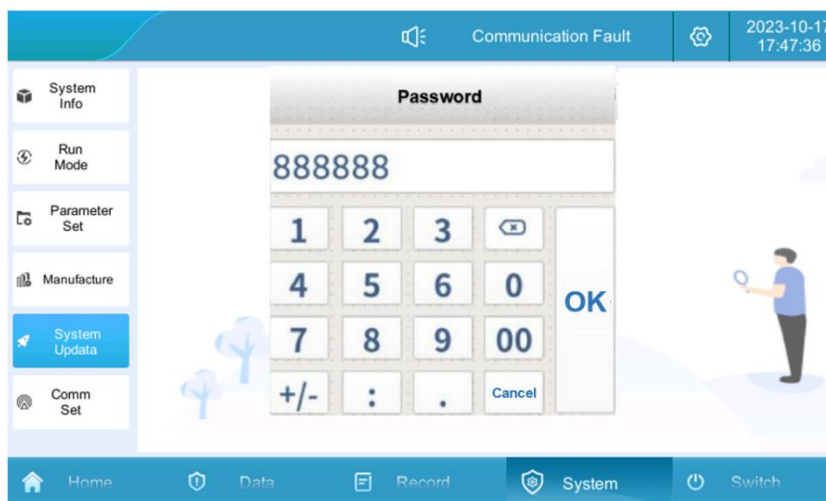 Communication Fault
2023-10-17
17:47:36
System
Info
Run
Mode
Parameter
Set
Manufacture
System
Updata
Comm
Set
Password
888888
1 2 3
4 5 6 0
OK
7 8 9 00
+/- : . Cancel
Home Data Record System Switch